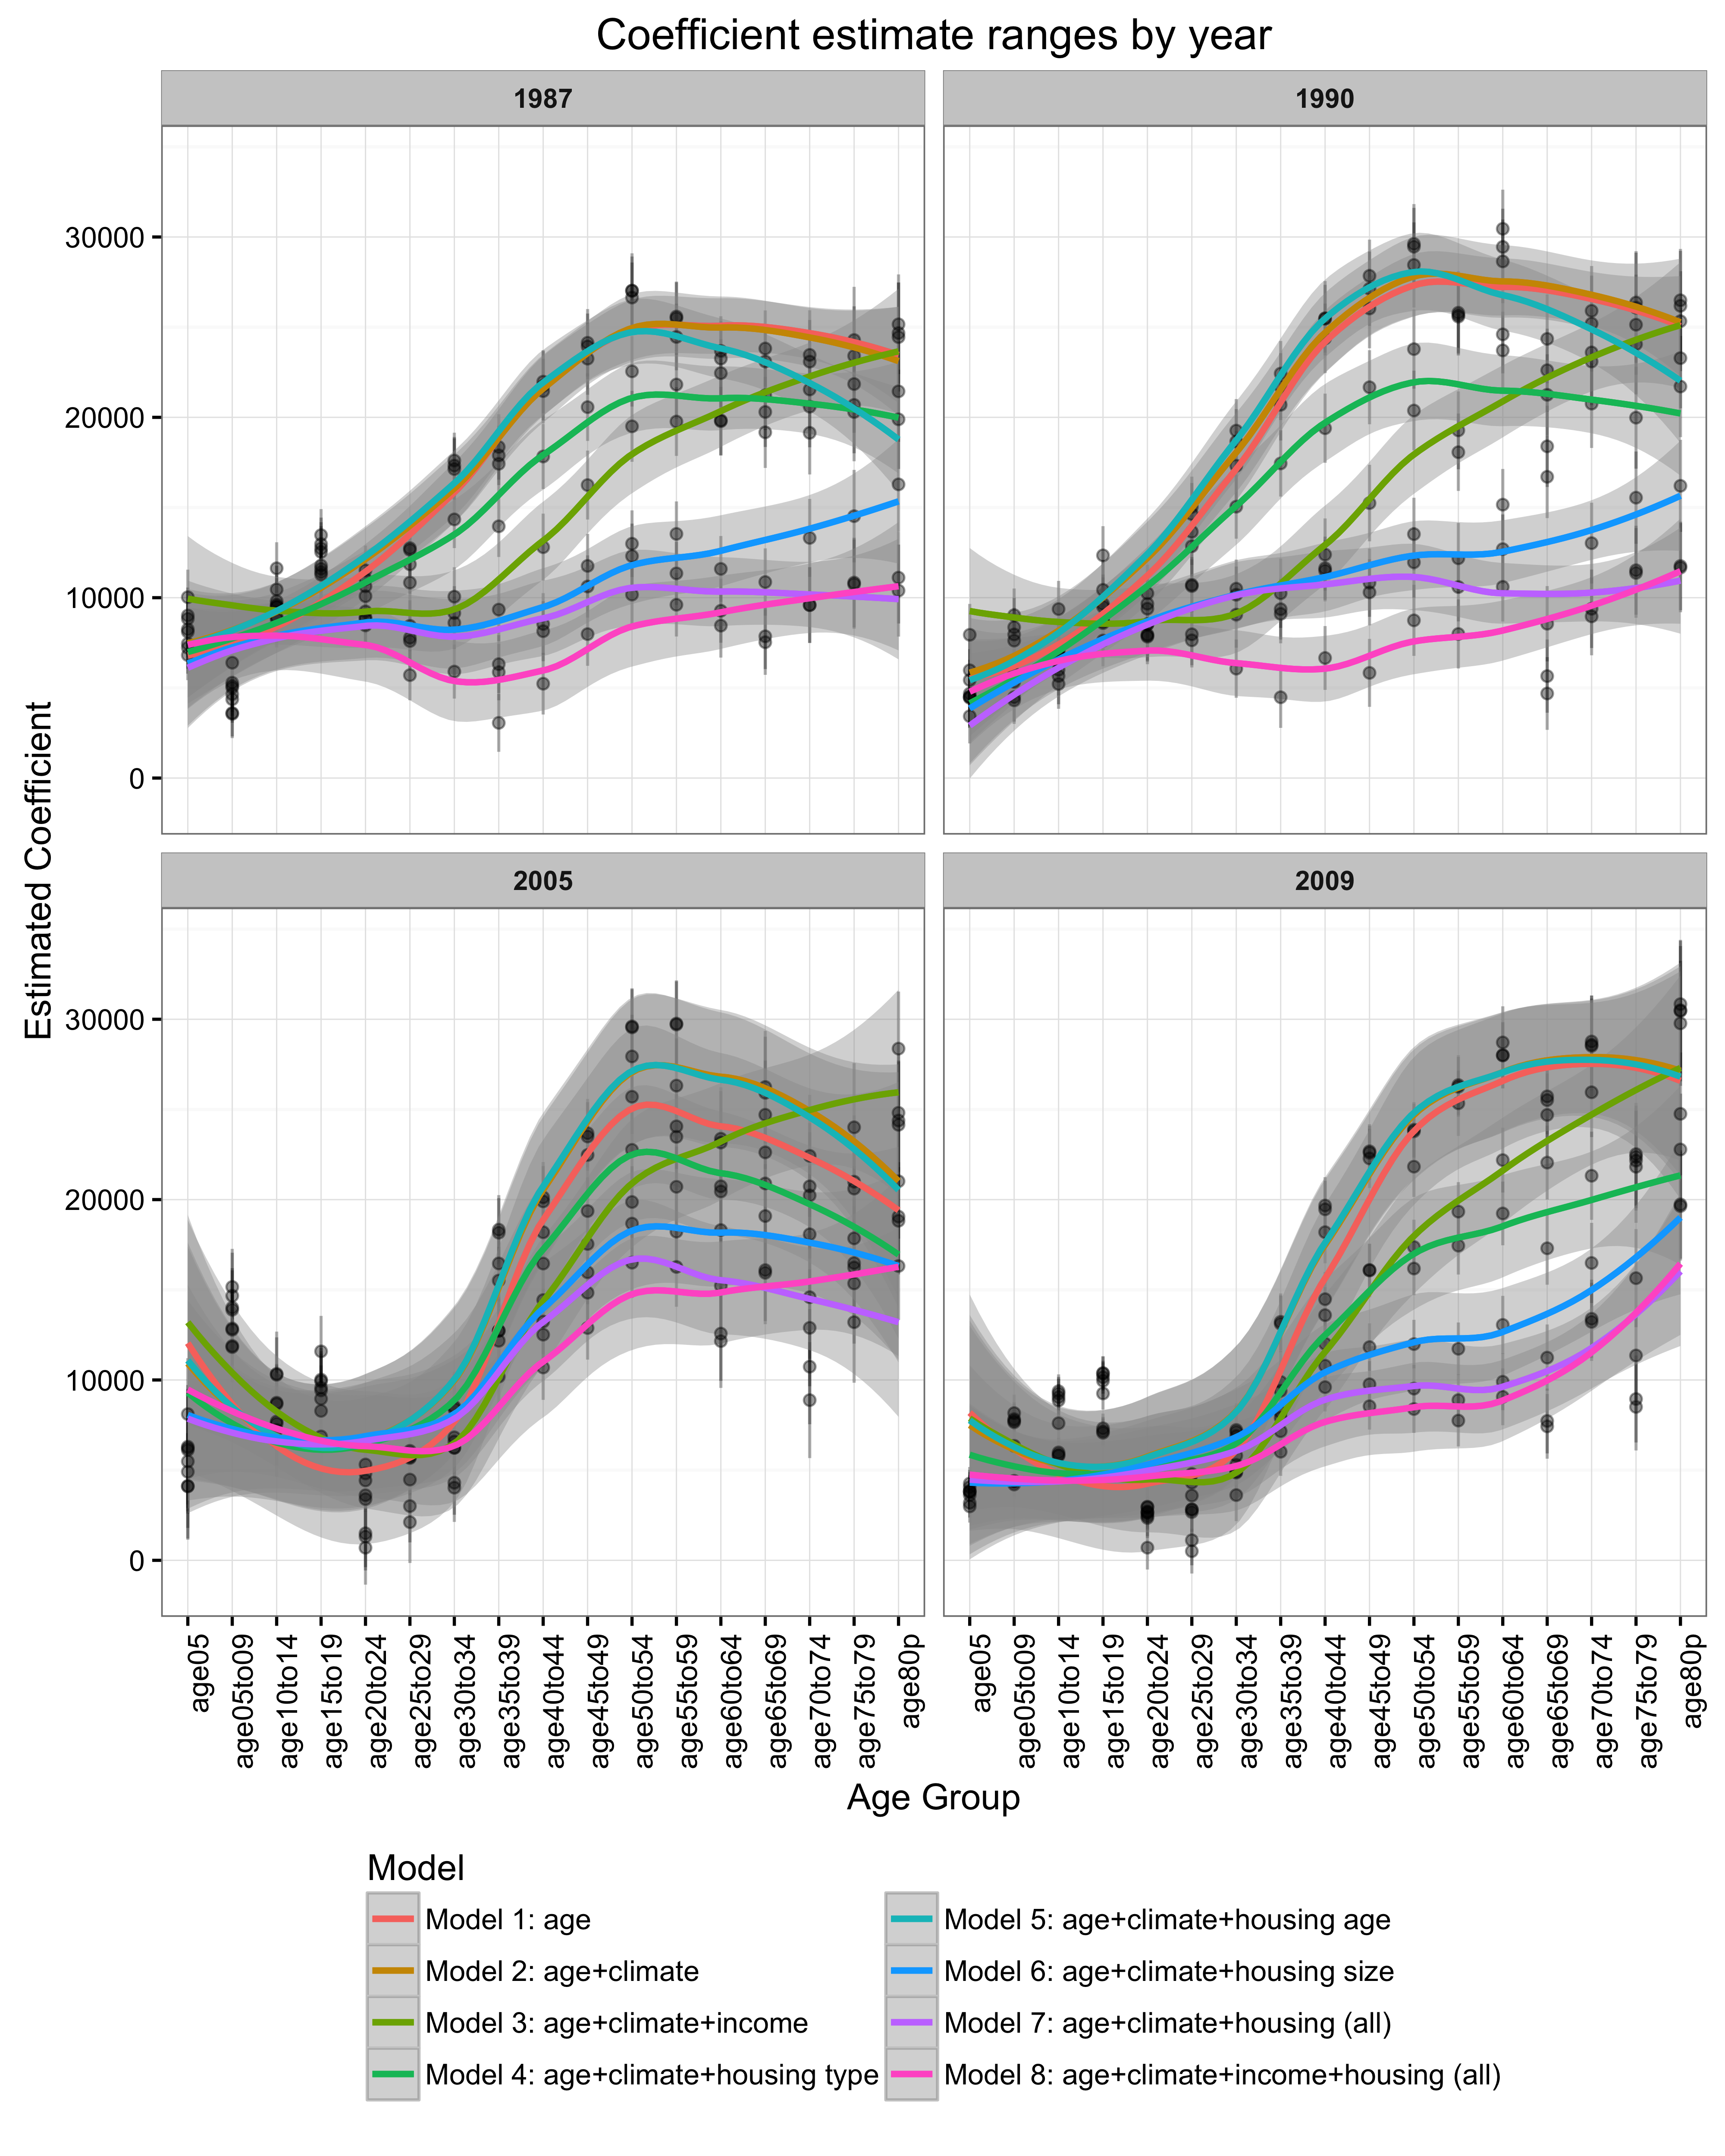 Coefficient estimate ranges by year
1987
1990
30000
20000
10000
0
2005
2009
30000
20000
10000
0
Estimated Coefficient
age05
age05to09
age10to14
age15to19
age20to24
age25to29
age30to34
age35to39
age40to44
age45to49
age50to54
age55to59
age60to64
age65to69
age70to74
age75to79
age80p
age05
age05to09
age10to14
age15to19
age20to24
age25to29
age30to34
age35to39
age40to44
age45to49
age50to54
age55to59
age60to64
age65to69
age70to74
age75to79
age80p
Age Group
Model
Model 1: age
Model 2: age+climate
Model 3: age+climate+income
Model 4: age+climate+housing type
Model 5: age+climate+housing age
Model 6: age+climate+housing size
Model 7: age+climate+housing (all)
Model 8: age+climate+income+housing (all)